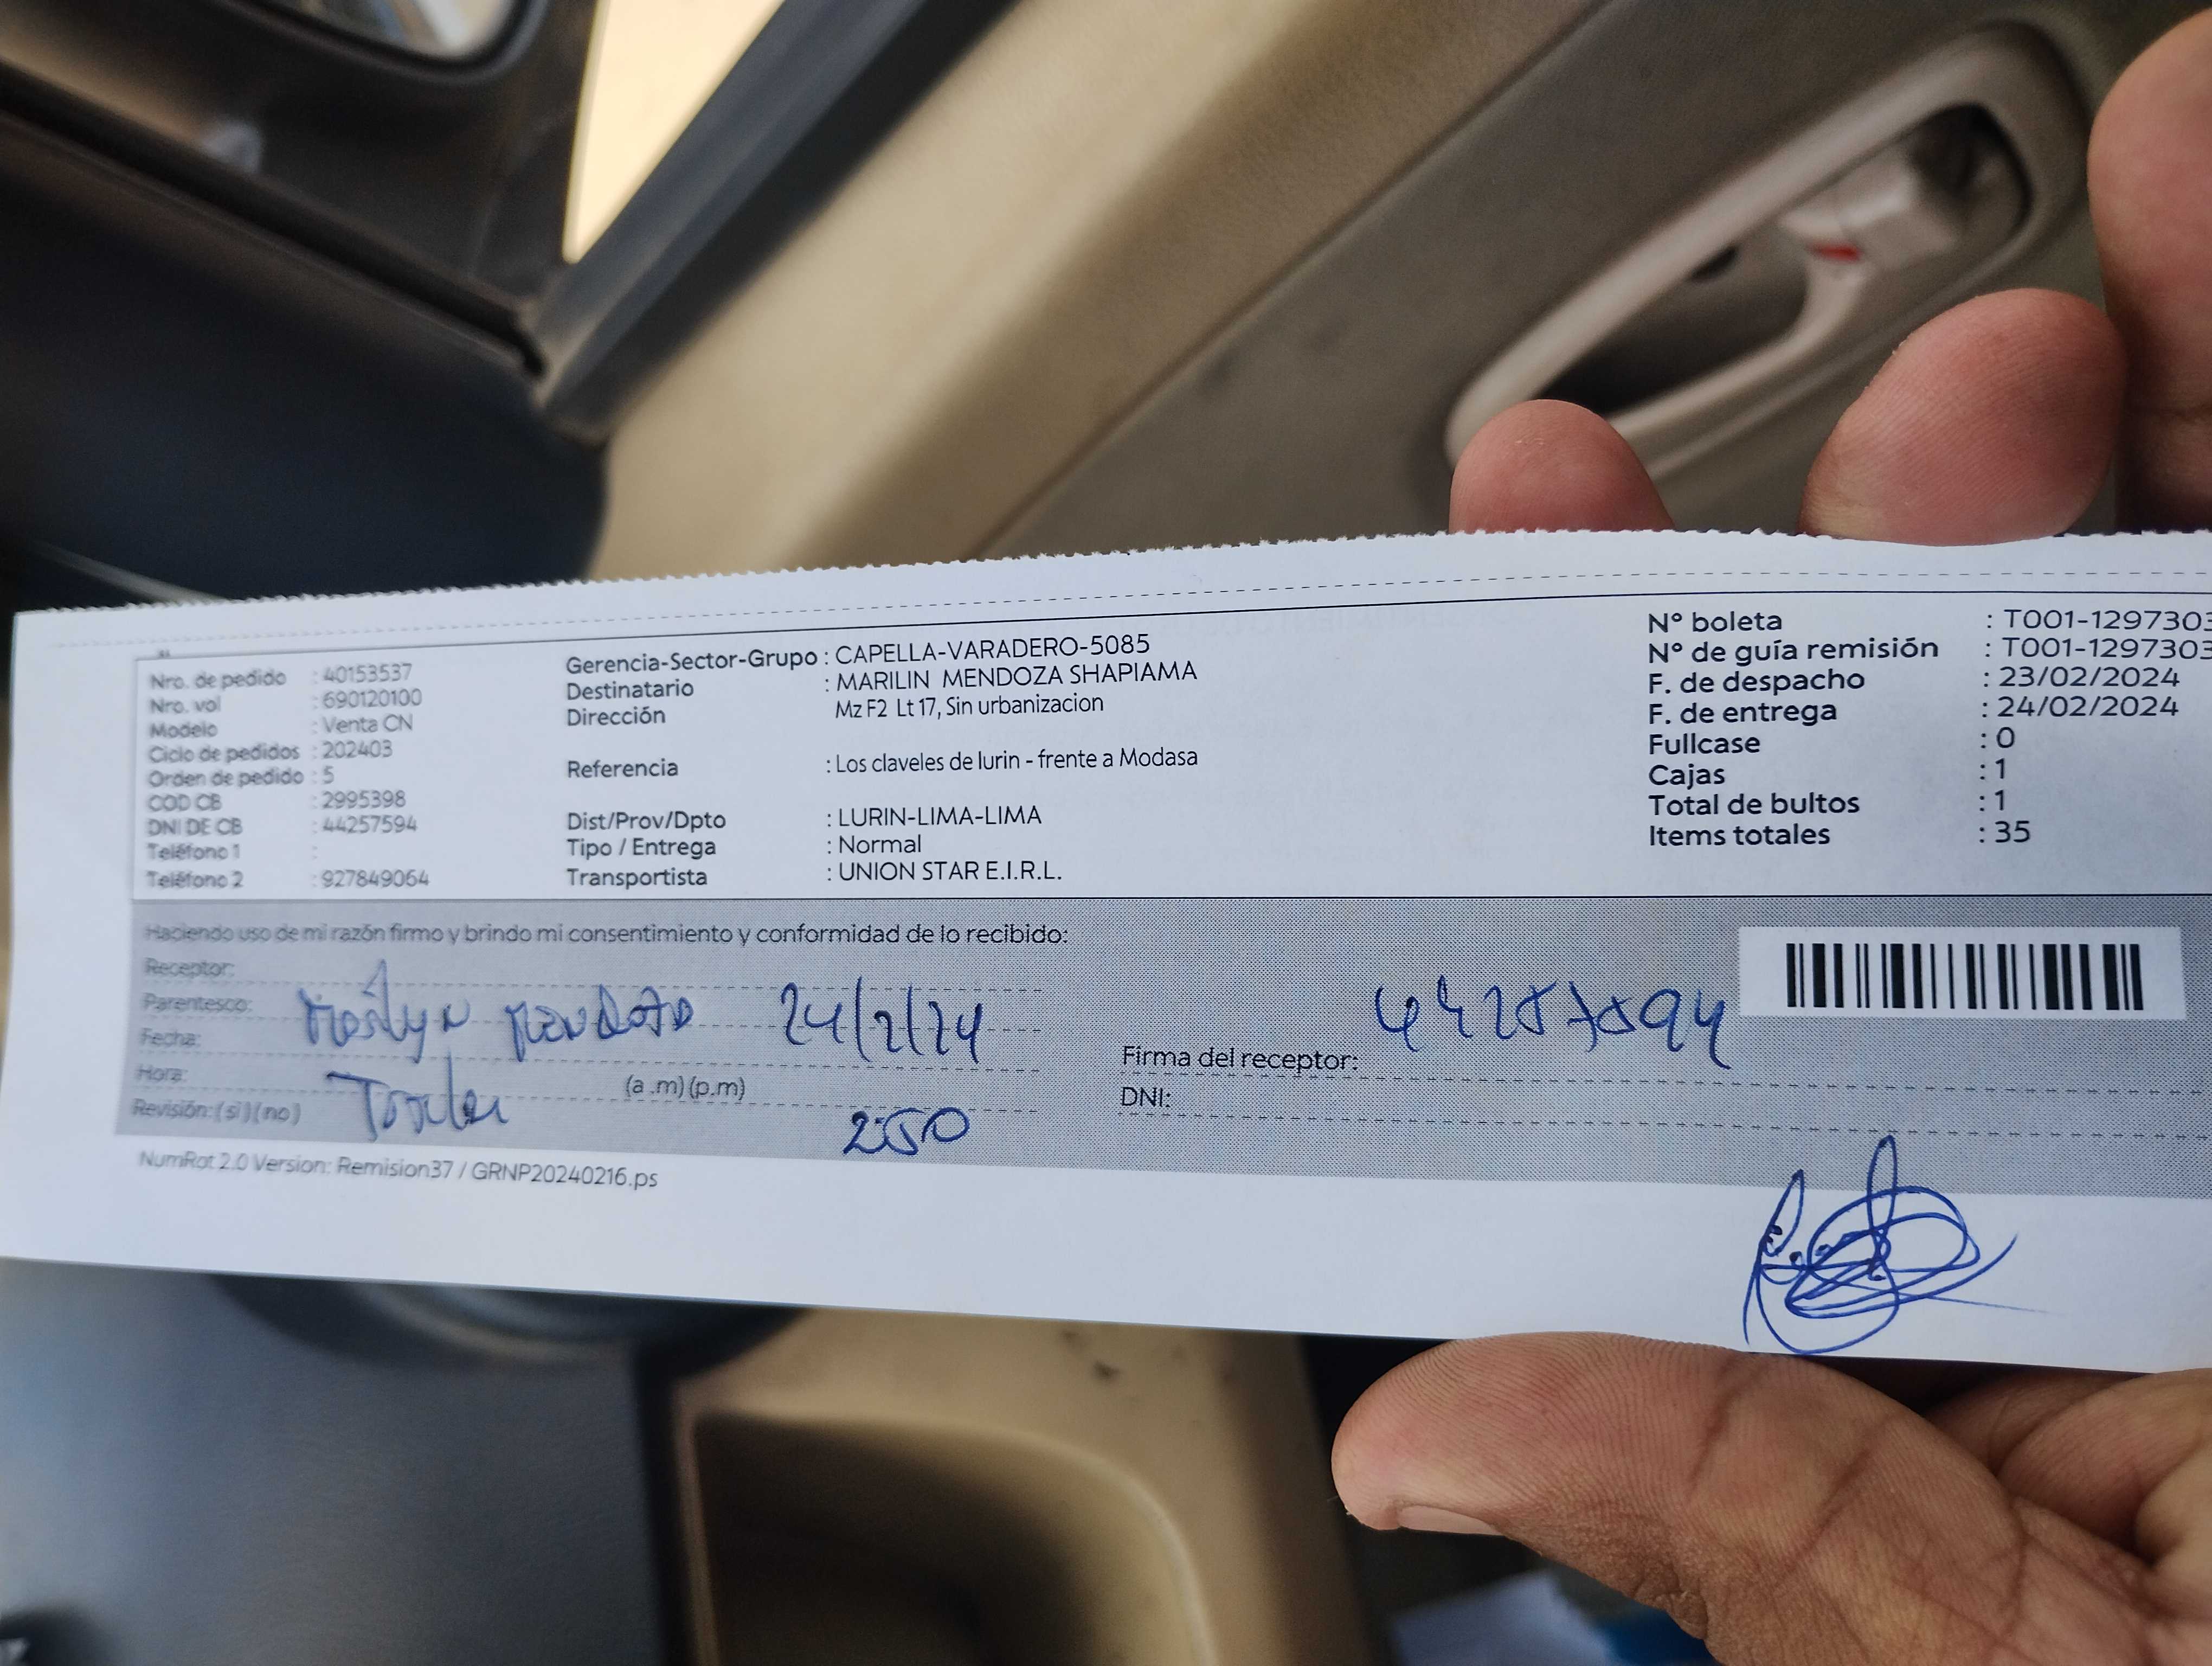 Nro. de pedido : 40153537
Nro. vol : 690120100
Modelo : Venta CN
Ciclo de pedidos : 202403
Orden de pedido : 5
COD CB : 2995398
DNI DE CB : 44257594
Teléfono 1 :
Teléfono 2 : 927849064
Gerencia-Sector-Grupo : CAPELLA-VARADERO-5085
Destinatario : MARILIN MENDOZA SHAPIAMA
Dirección Mz F2 Lt 17, Sin urbanizacion
Referencia : Los claveles de lurin - frente a Modasa
Dist/Prov/Dpto : LURIN-LIMA-LIMA
Tipo / Entrega : Normal
Transportista : UNION STAR E.I.R.L.
N° boleta : T001-1297303
N° de guía remisión : T001-1297303
F. de despacho : 23/02/2024
F. de entrega : 24/02/2024
Fullcase : 0
Cajas : 1
Total de bultos : 1
Items totales : 35
Haciendo uso de mi razón firmo y brindo mi consentimiento y conformidad de lo recibido:
Receptor:
Parentesco:
Marilyn Mendoza 24/2/24
Fecha:
Hora: (a .m) (p.m)
Revisión: ( si ) ( no )
250
44257594
Firma del receptor:
DNI:
NumRot 2.0 Version: Remision37 / GRNP20240216.ps